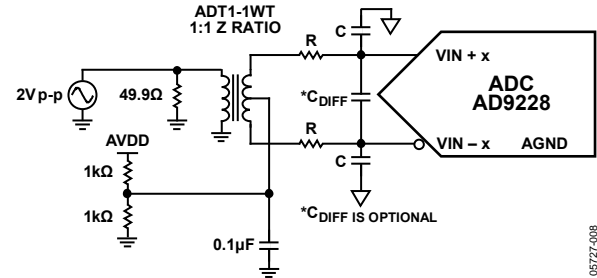 ADT1-1WT
1:1 Z RATIO
C
R
VIN + x
2V p-p
49.9Ω
*CDIFF
ADC
AD9228
AVDD
R
VIN – x
AGND
1kΩ
C
1kΩ
*CDIFF IS OPTIONAL
0.1µF
05727-008